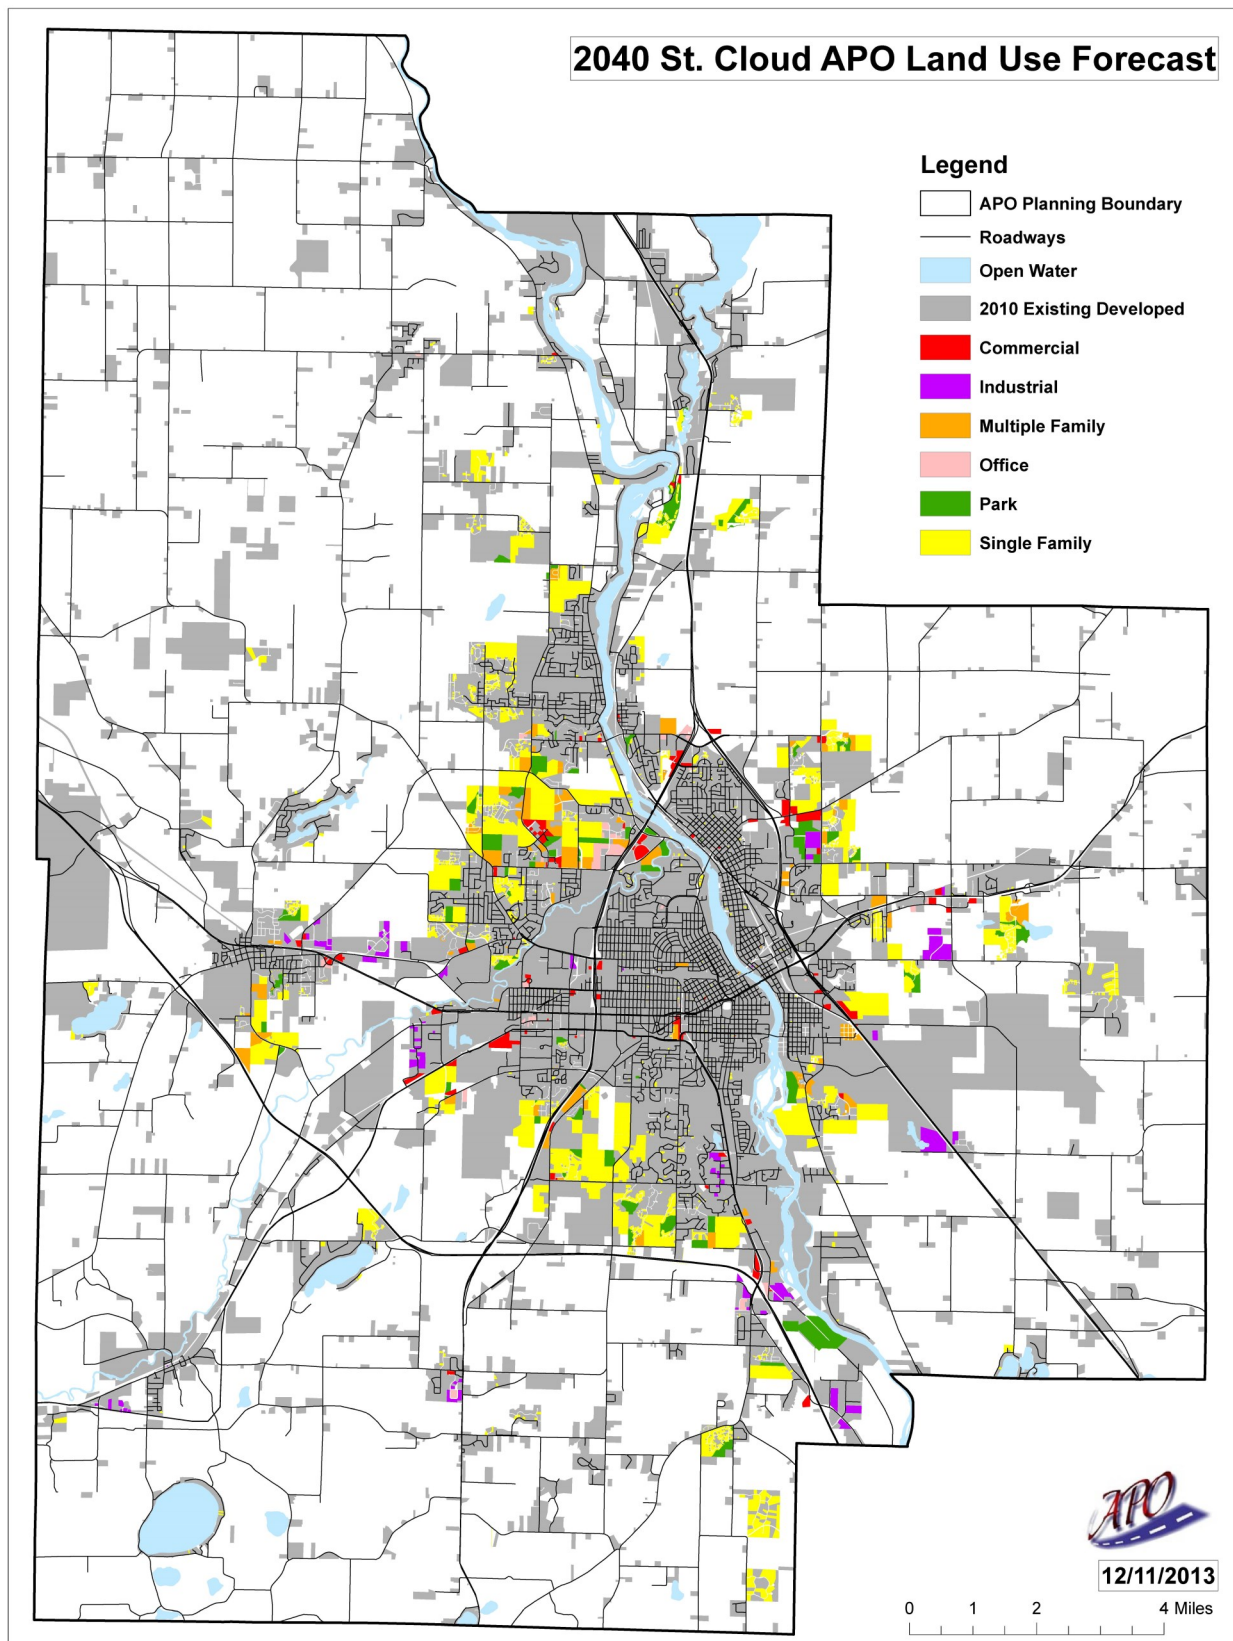 2040 St. Cloud APO Land Use Forecast
Legend
APO Planning Boundary
Roadways
Open Water
2010 Existing Developed
Commercial
Industrial
Multiple Family
Office
Park
Single Family
APO
12/11/2013
0 1 2 4 Miles